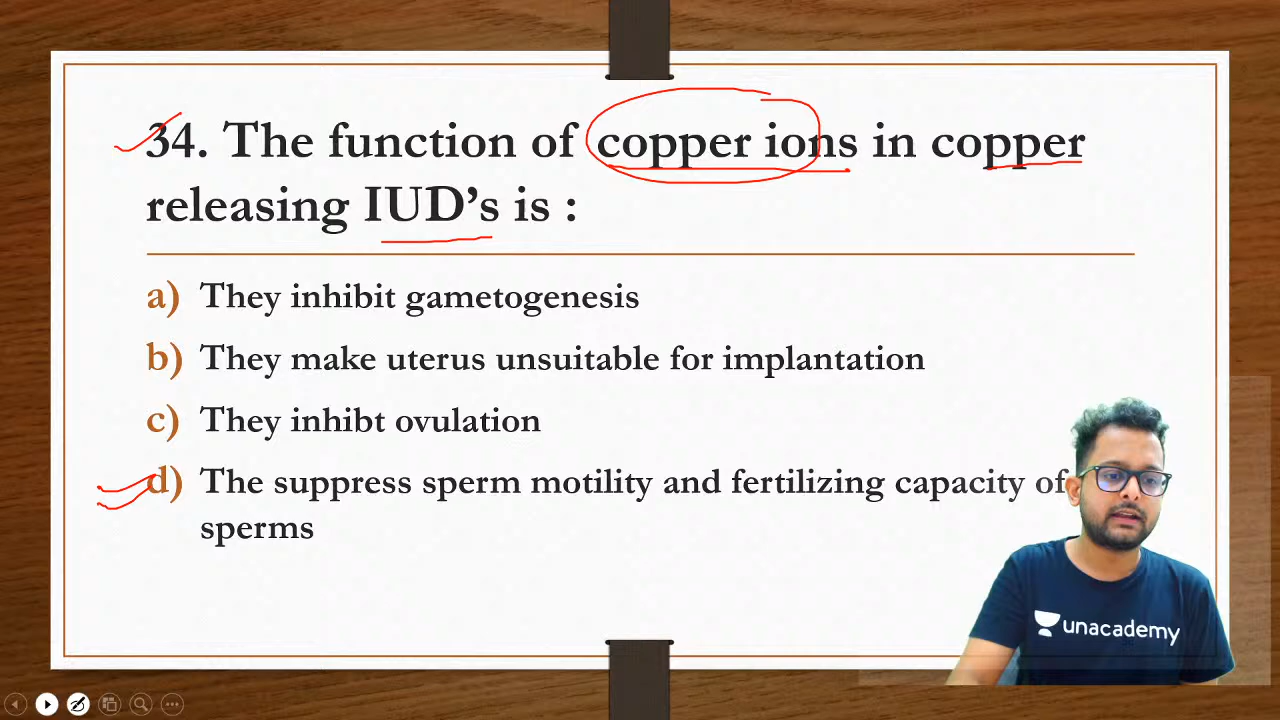 34. The function of copper ions in copper
releasing IUD’s is :
a) They inhibit gametogenesis
b) They make uterus unsuitable for implantation
c) They inhibt ovulation
d) The suppress sperm motility and fertilizing capacity of
sperms
unacademy